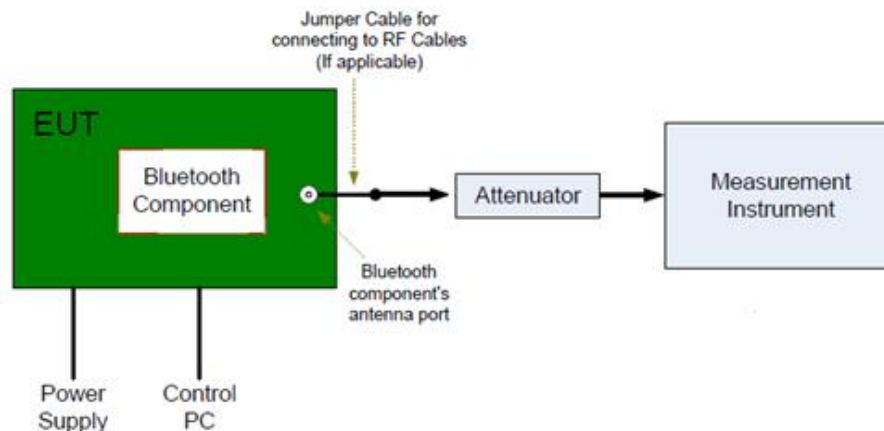 Jumper Cable for
connecting to RF Cables
(If applicable)
EUT
Bluetooth
Component
Attenuator
Measurement
Instrument
Bluetooth
component's
antenna port
Power
Supply
Control
PC